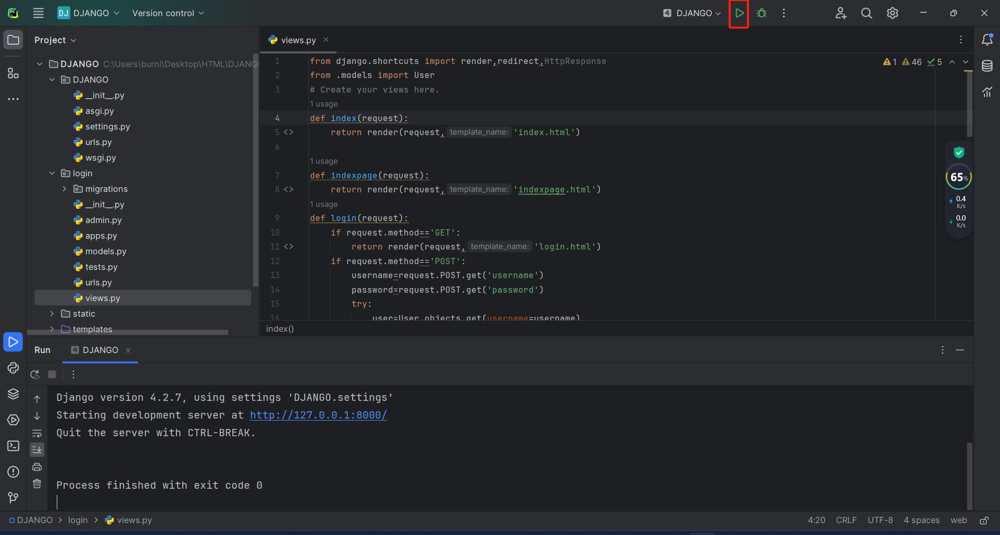 PC
DJ DJANGO Version control
dj DJANGO
Project
DJANGO C:\Users\burni\Desktop\HTML\DJANG
DJANGO
__init__.py
asgi.py
settings.py
urls.py
wsgi.py
login
migrations
__init__.py
admin.py
apps.py
models.py
tests.py
urls.py
views.py
static
templates
views.py
1 from django.shortcuts import render,redirect,HttpResponse
2 from .models import User
3 # Create your views here.
1 usage
4 def index(request):
5 <> return render(request, template_name: 'index.html')
6
1 usage
7 def indexpage(request):
8 <> return render(request, template_name: 'indexpage.html')
1 usage
9 def login(request):
10 if request.method=='GET':
11 <> return render(request, template_name: 'login.html')
12 if request.method=='POST':
13 username=request.POST.get('username')
14 password=request.POST.get('password')
15 try:
16 user=User.objects.get(username=username)
1 46 5
65%
0.4
K/s
0.0
K/s
index()
Run dj DJANGO
Django version 4.2.7, using settings 'DJANGO.settings'
Starting development server at http://127.0.0.1:8000/
Quit the server with CTRL-BREAK.
Process finished with exit code 0
DJANGO > login > views.py
4:20 CRLF UTF-8 4 spaces web